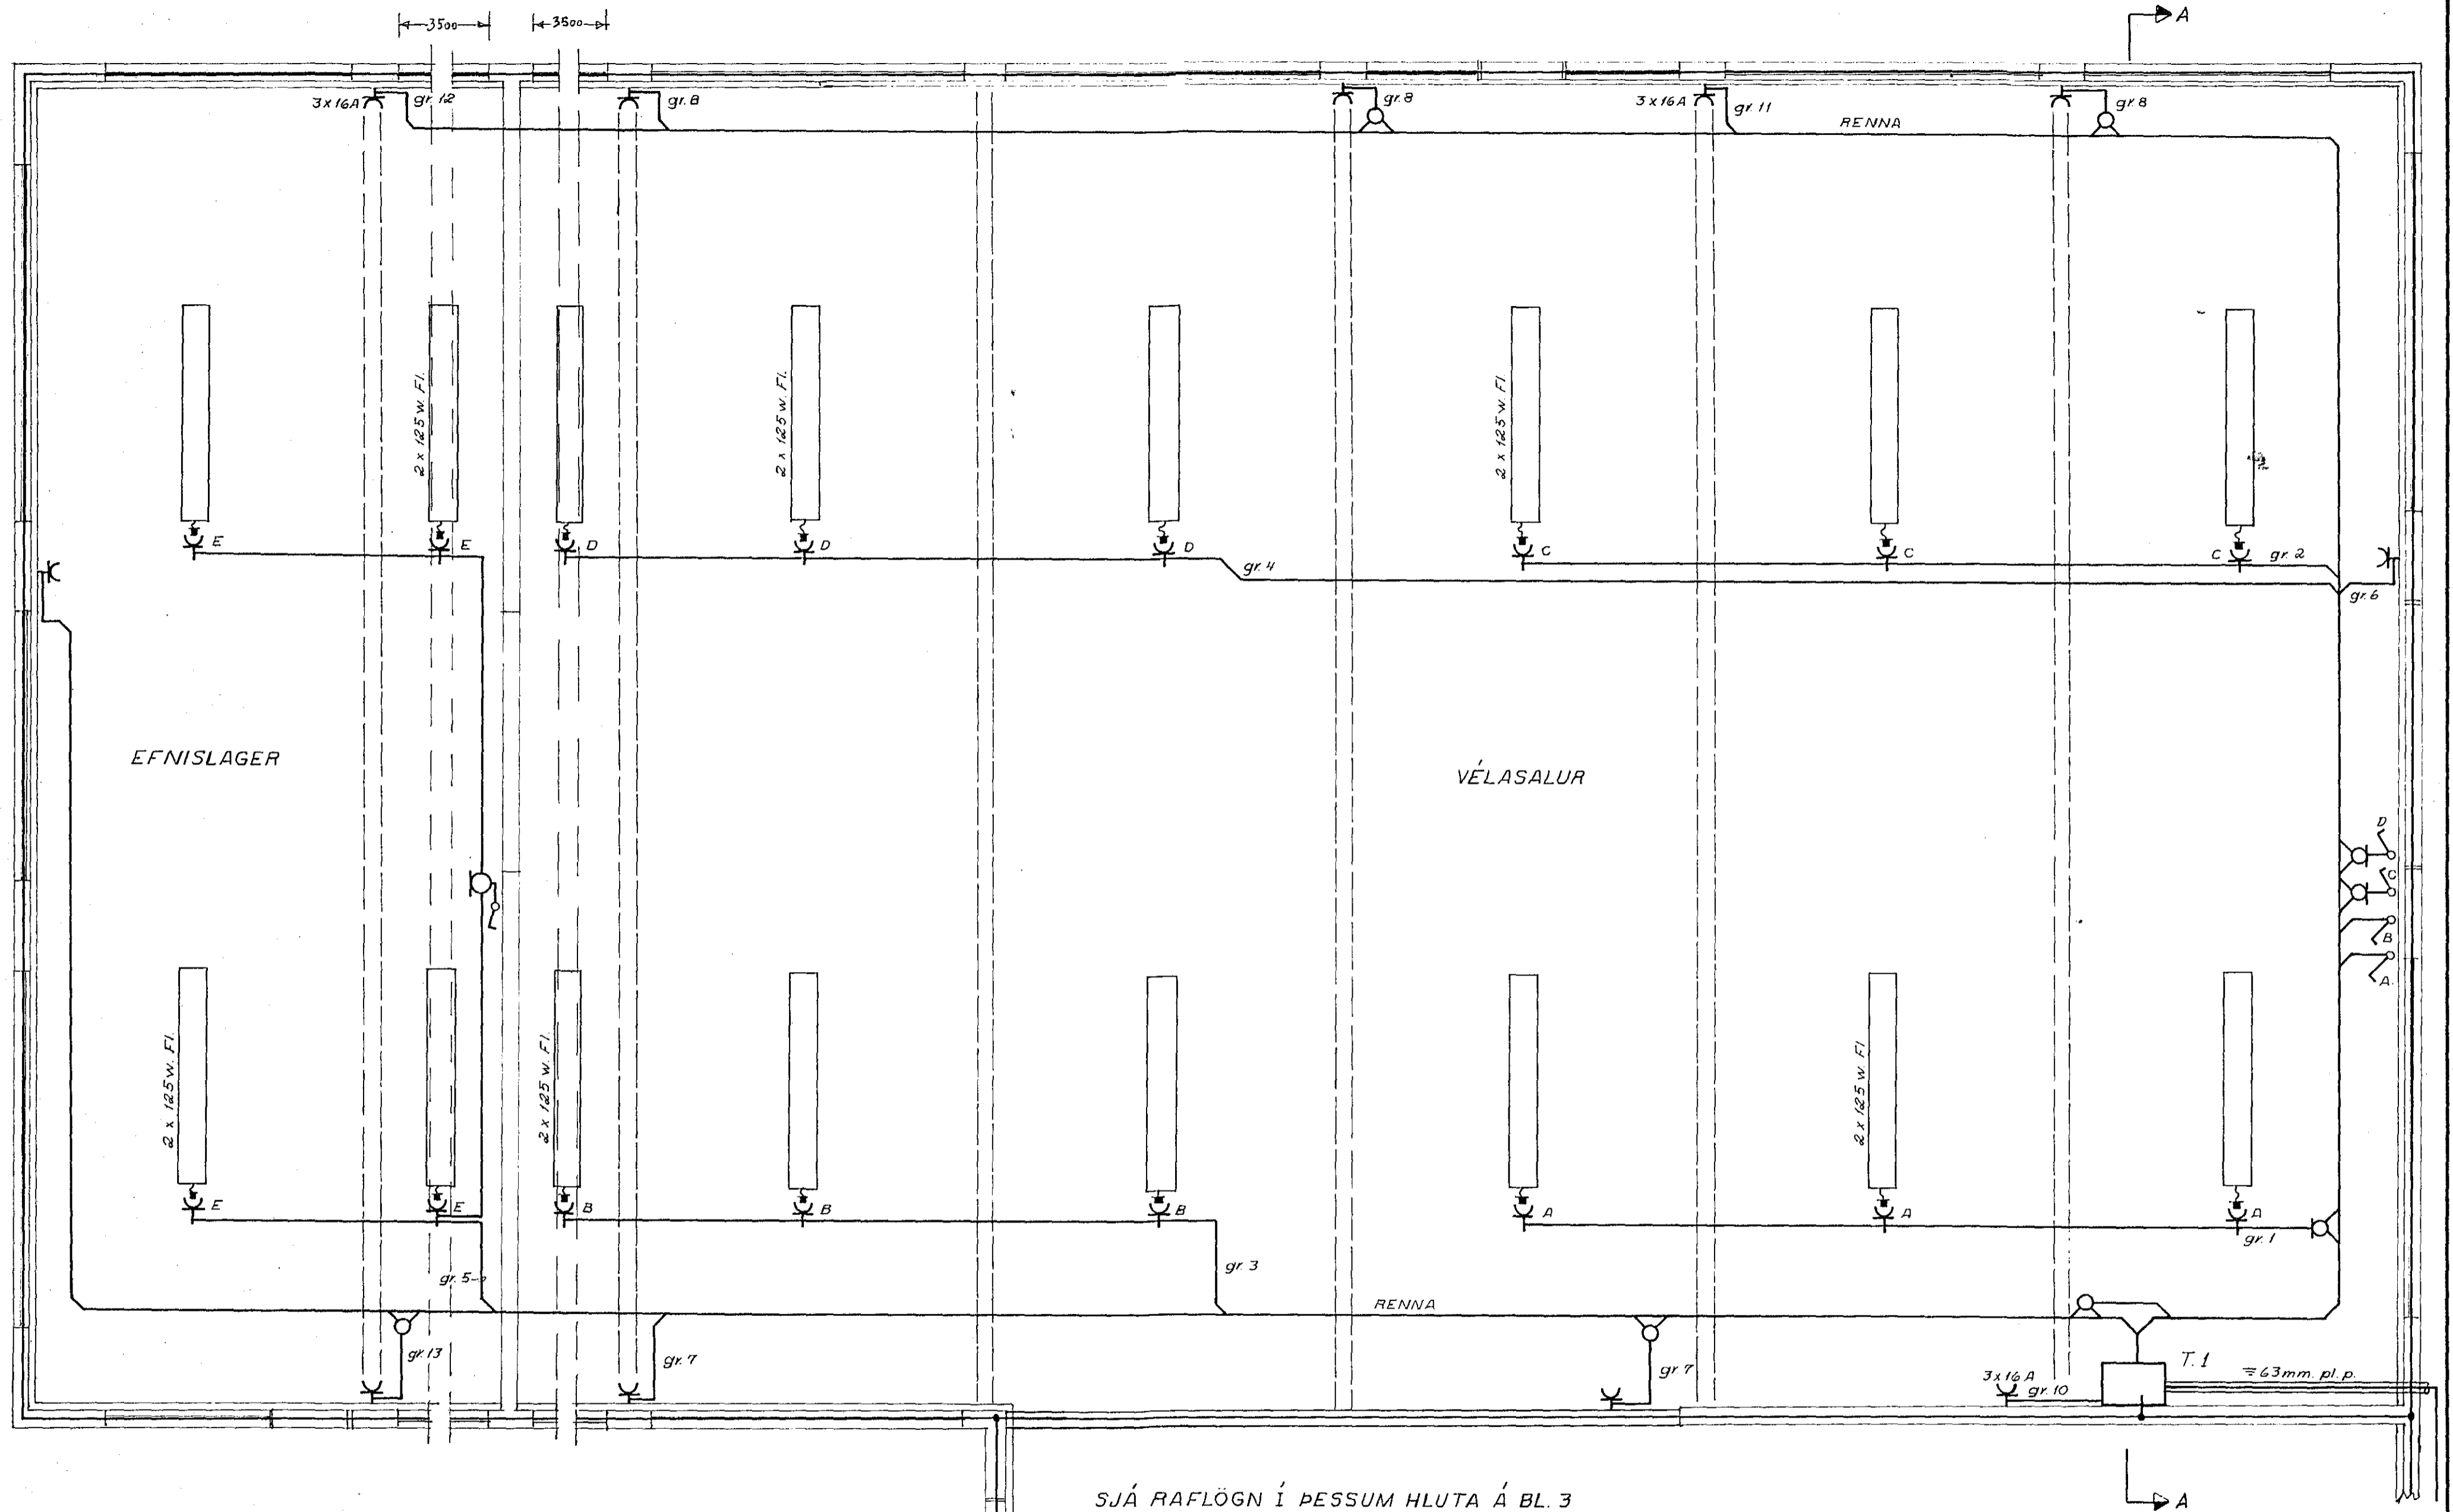 3500
3500
A
3x16A
gr. 12
gr. 8
gr. 8
3x16A
gr. 11
gr. 8
RENNA
2 x 125 w. Fl.
2 x 125 w. Fl.
2 x 125 w. Fl.
E
E
D
D
D
C
C
C
gr. 2
gr. 4
gr. 6
EFNISLAGER
VÉLASALUR
D
C
B
A.
2 x 125 w. Fl.
2 x 125 w. Fl.
2 x 125 w Fl
E
E
B
B
B
A
A
A
gr. 1
gr. 5
gr. 3
RENNA
gr. 13
gr. 7
gr. 7
3x16 A
gr. 10
T. 1
63mm. pl. p.
SJÁ RAFLÖGN Í ÞESSUM HLUTA Á BL. 3
A